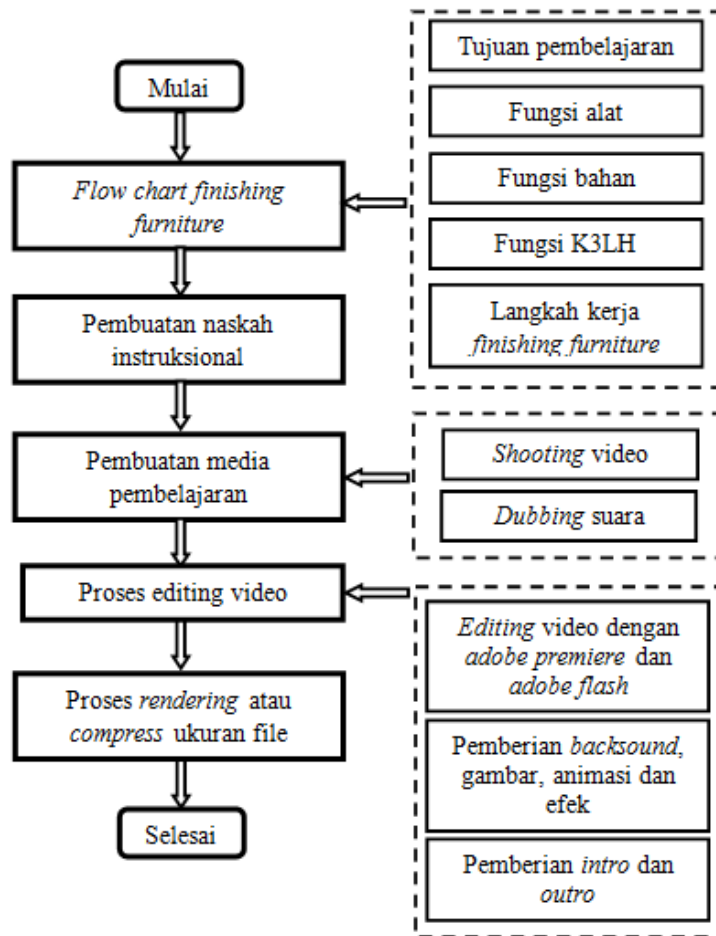 Mulai
Flow chart finishing
furniture
Pembuatan naskah
instruksional
Pembuatan media
pembelajaran
Proses editing video
Proses rendering atau
compress ukuran file
Selesai
Tujuan pembelajaran
Fungsi alat
Fungsi bahan
Fungsi K3LH
Langkah kerja
finishing furniture
Shooting video
Dubbing suara
Editing video dengan
adobe premiere dan
adobe flash
Pemberian backsound,
gambar, animasi dan
efek
Pemberian intro dan
outro